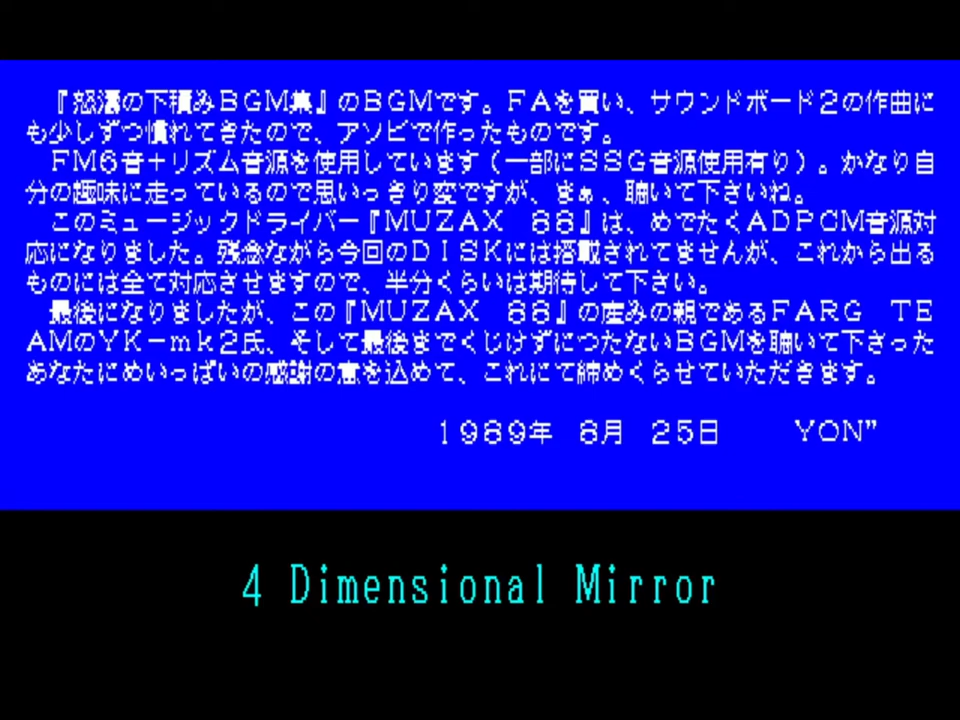 『怒濤の下積みBGM集』のBGMです。FAを買い、サウンドボード2の作曲に
も少しずつ慣れてきたので、アソビで作ったものです。
FM6音+リズム音源を使用しています(一部にSSG音源使用有り)。かなり自
分の趣味に走っているので思いっきり変ですが、まぁ、聴いて下さいね。
このミュージックドライバー『MUZAX 88』は、めでたくADPCM音源対
応になりました。残念ながら今回のDISKには搭載されてませんが、これから出る
ものには全て対応させますので、半分くらいは期待して下さい。
最後になりましたが、この『MUZAX 88』の産みの親であるFARG TE
AMのYK-mk2氏、そして最後までくじけずにつたないBGMを聴いて下さった
あなたにめいっぱいの感謝の意を込めて、これにて締めくらせていただきます。
1989年 8月 25日 YON"
4 Dimensional Mirror